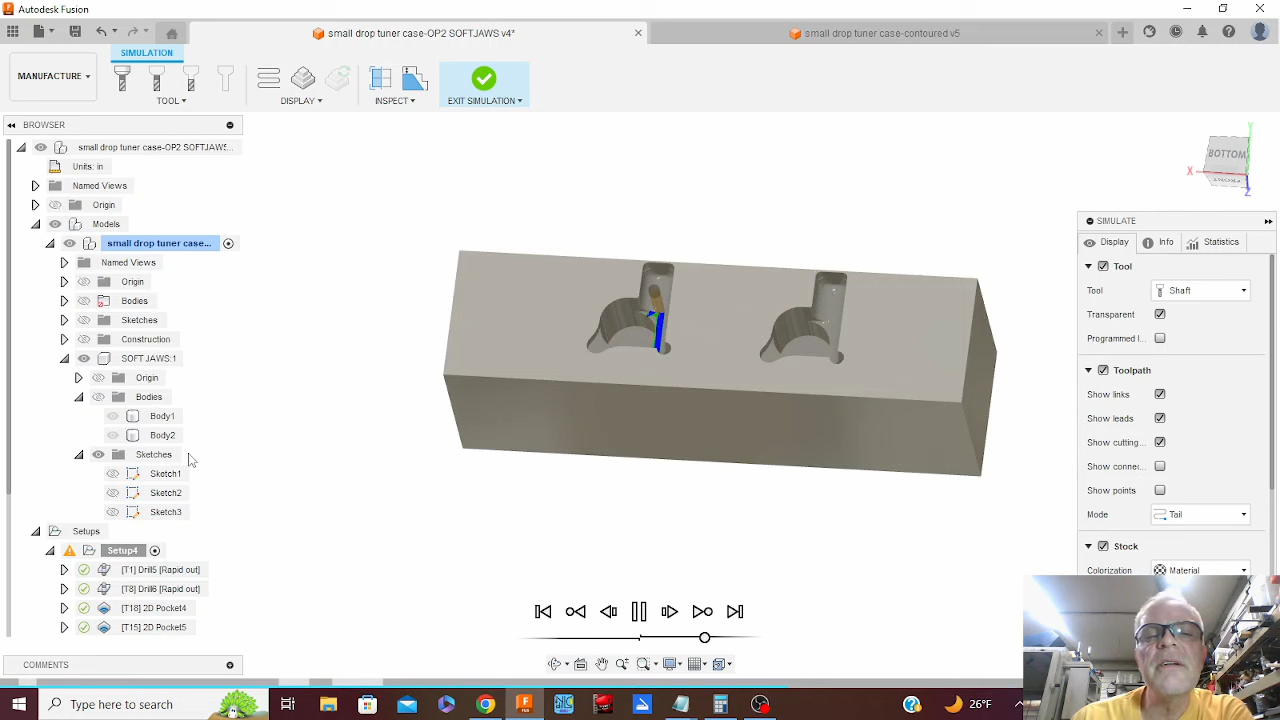 Autodesk Fusion
small drop tuner case-OP2 SOFTJAWS v4*
small drop tuner case-contoured v5
SIMULATION
MANUFACTURE
TOOL
DISPLAY
INSPECT
EXIT SIMULATION
BROWSER
small drop tuner case-OP2 SOFTJAWS...
Units: in
Named Views
Origin
Models
small drop tuner case...
Named Views
Origin
Bodies
Sketches
Construction
SOFT JAWS:1
Origin
Bodies
Body1
Body2
Sketches
Sketch1
Sketch2
Sketch3
Setups
Setup4
[T1] Drill5 [Rapid out]
[T8] Drill6 [Rapid out]
[T18] 2D Pocket4
[T15] 2D Pocket5
COMMENTS
BOTTOM
FRONT
X
Y
Z
SIMULATE
Display
Info
Statistics
Tool
Tool
Shaft
Transparent
Programmed l...
Toolpath
Show links
Show leads
Show cutting...
Show connec...
Show points
Mode
Tail
Stock
Colorization
Material
Type here to search
26°F